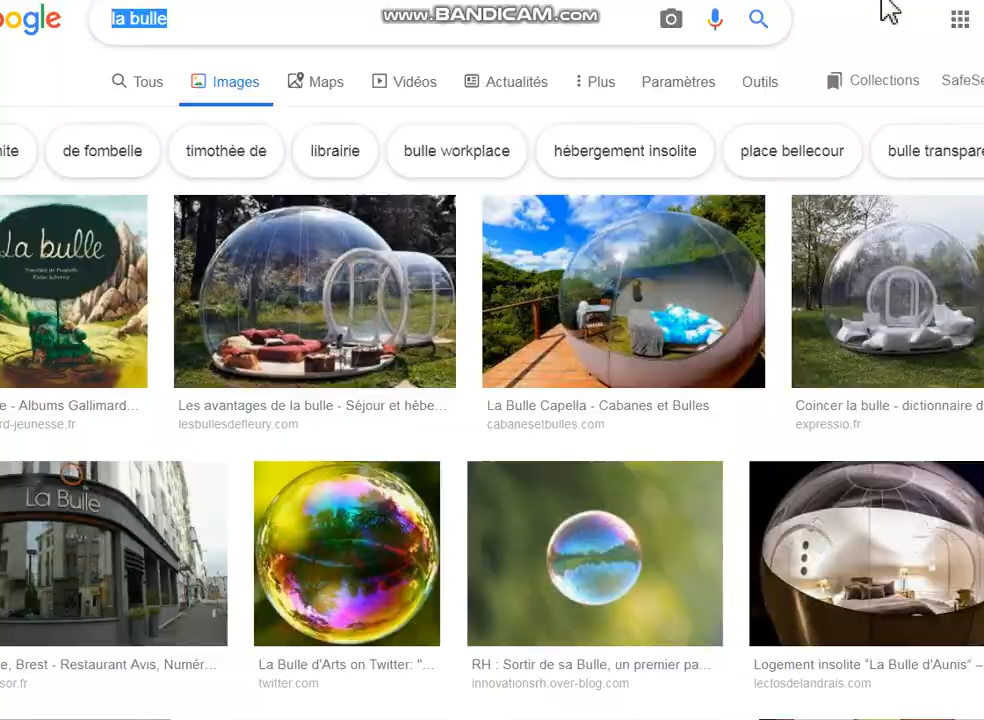 ogle
la bulle
www.BANDICAM.com
Tous
Images
Maps
Vidéos
Actualités
Plus
Paramètres
Outils
Collections
SafeSe
ite
de fombelle
timothée de
librairie
bulle workplace
hébergement insolite
place bellecour
bulle transpare
La bulle
Timothée de Fombelle
e - Albums Gallimard...
rd-jeunesse.fr
Les avantages de la bulle - Séjour et hébe...
lesbullesdefleury.com
La Bulle Capella - Cabanes et Bulles
cabanesetbulles.com
Coincer la bulle - dictionnaire d
expressio.fr
La Bulle
e, Brest - Restaurant Avis, Numér...
sor.fr
La Bulle d'Arts on Twitter: "...
twitter.com
RH : Sortir de sa Bulle, un premier pa...
innovationsrh.over-blog.com
Logement insolite “La Bulle d'Aunis” –
leclosdelandrais.com